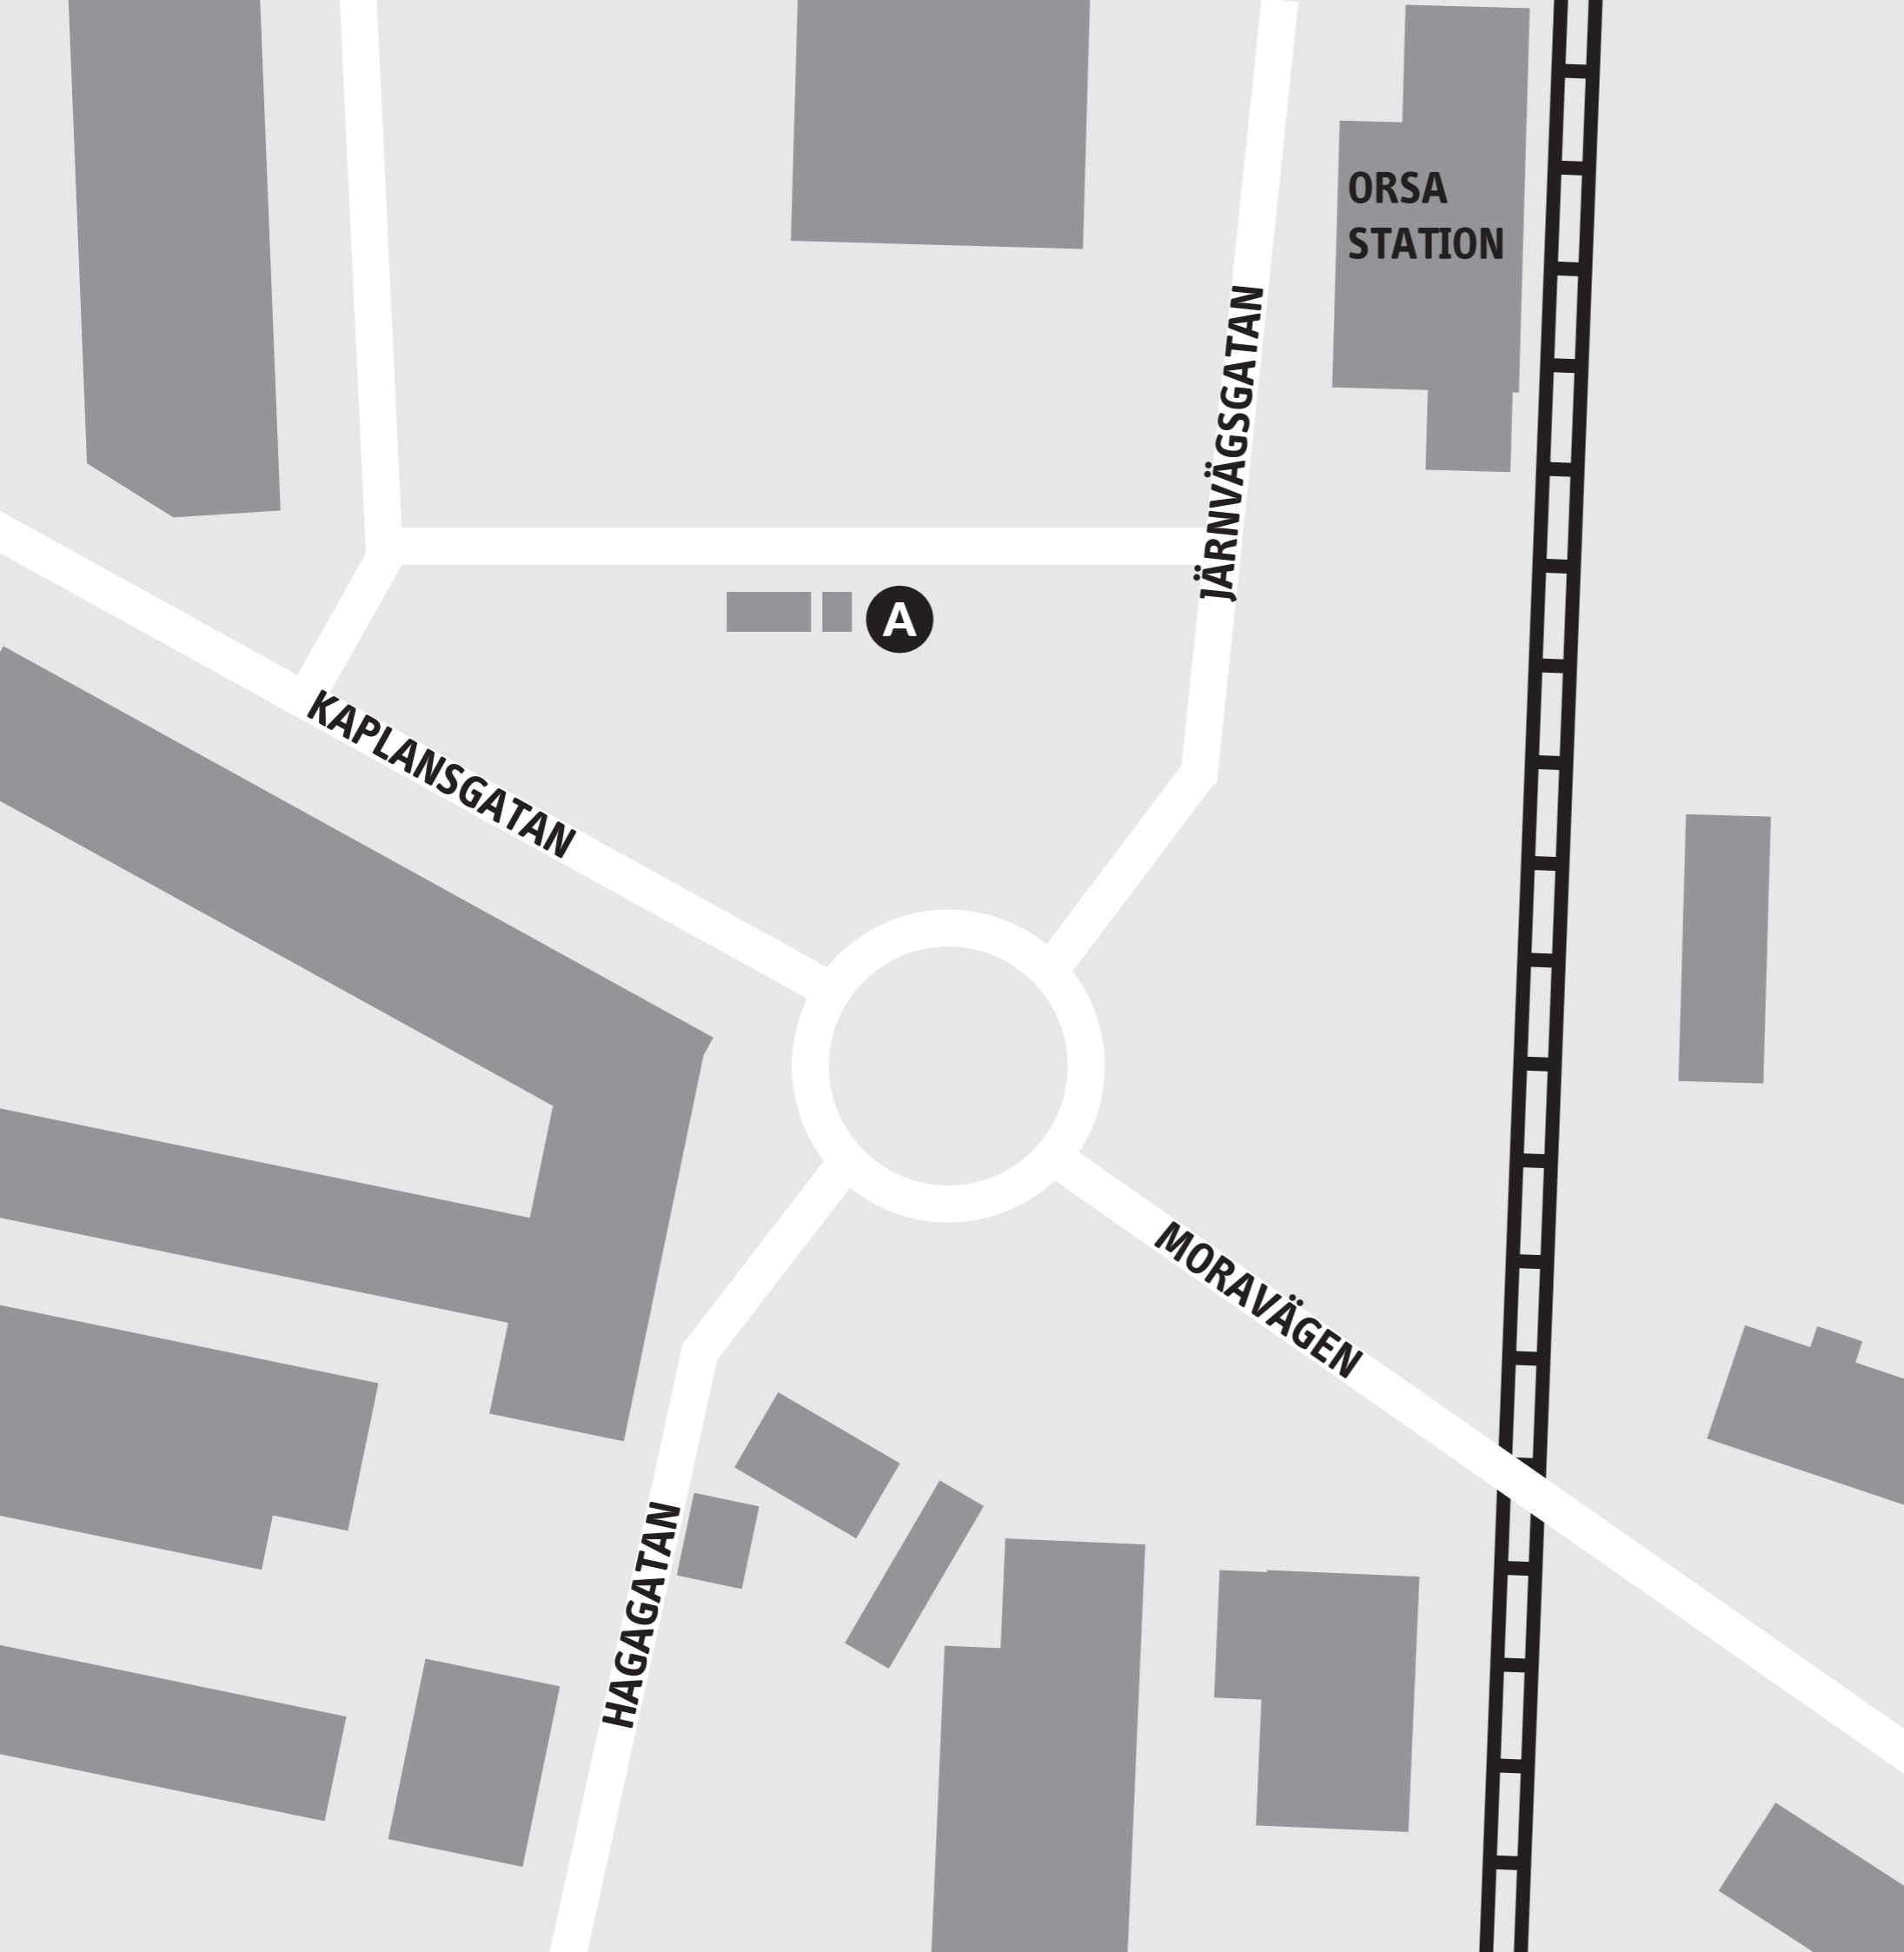 ORSA
STATION
JÄRNVÄGSGATAN
A
KAPLANSGATAN
MORAVÄGEN
HAGAGATAN